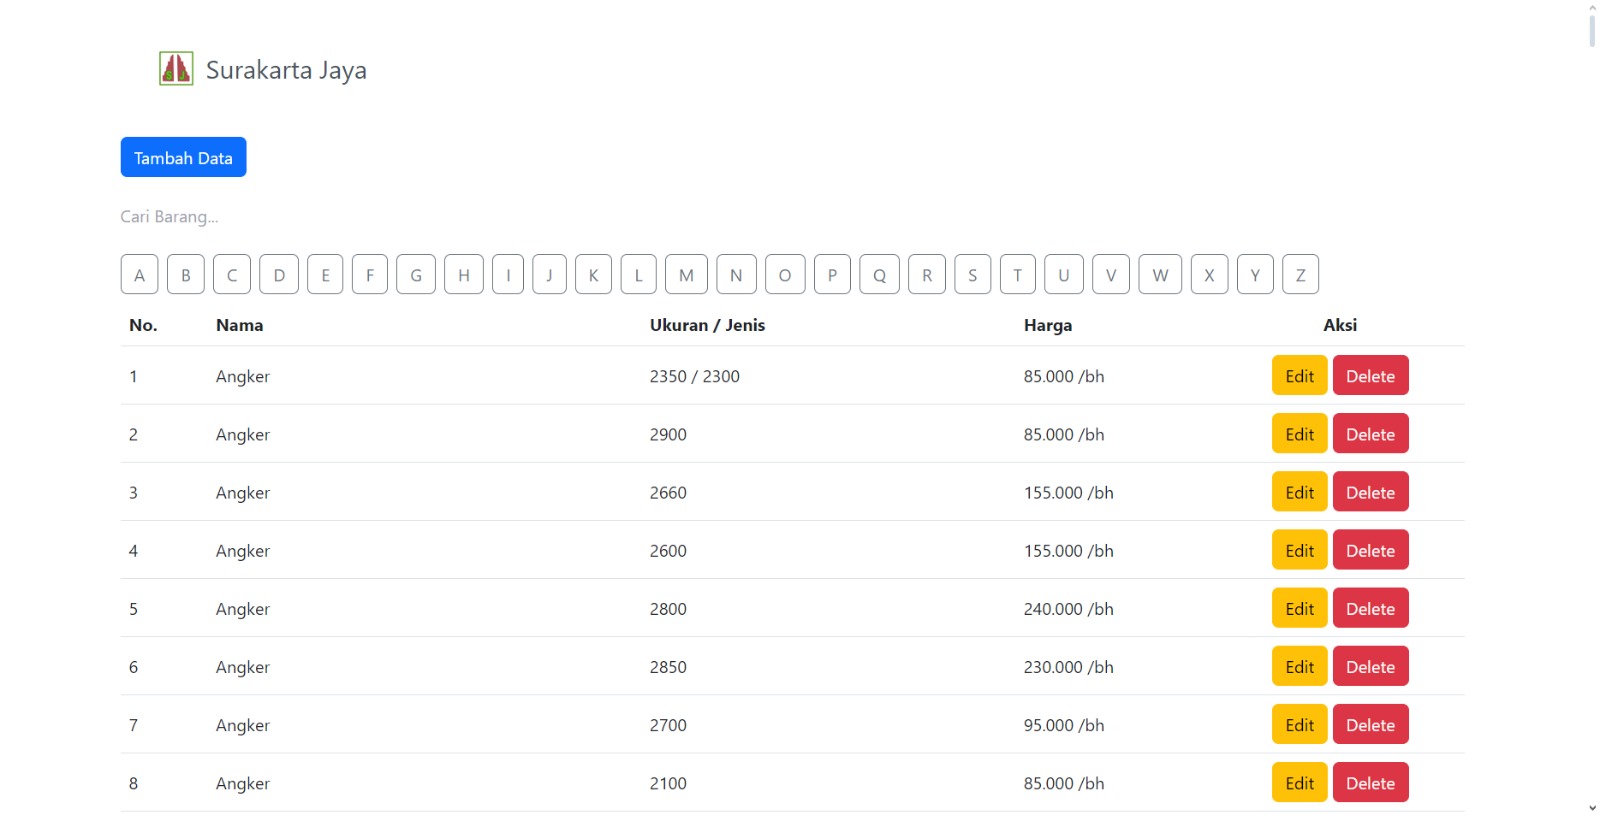 Surakarta Jaya
Tambah Data
Cari Barang...
A B C D E F G H I J K L M N O P Q R S T U V W X Y Z
No. Nama Ukuran / Jenis Harga Aksi
1 Angker 2350 / 2300 85.000 /bh Edit Delete
2 Angker 2900 85.000 /bh Edit Delete
3 Angker 2660 155.000 /bh Edit Delete
4 Angker 2600 155.000 /bh Edit Delete
5 Angker 2800 240.000 /bh Edit Delete
6 Angker 2850 230.000 /bh Edit Delete
7 Angker 2700 95.000 /bh Edit Delete
8 Angker 2100 85.000 /bh Edit Delete